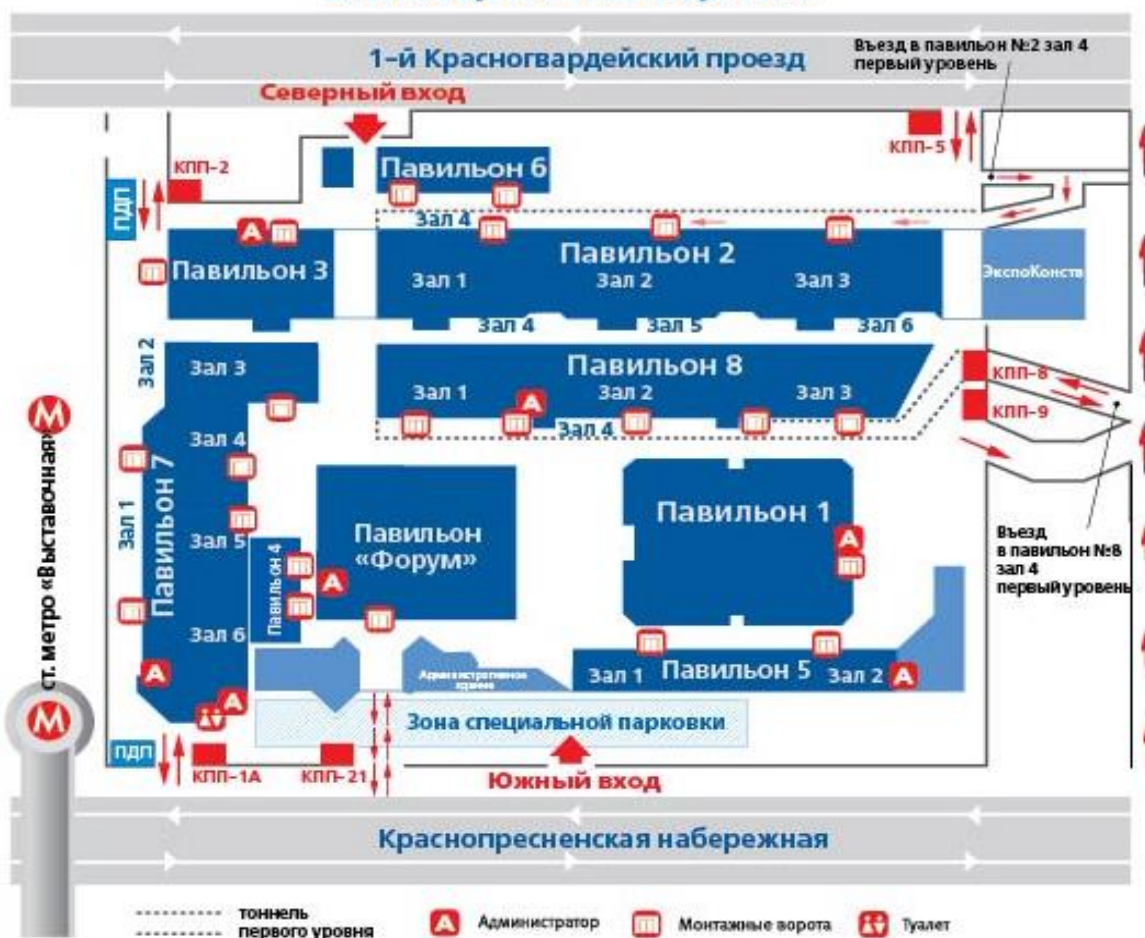 1-й Красногвардейский проезд
Въезд в павильон №2 зал 4
первый уровень
Северный вход
КПП-5
КПП-2
Павильон 6
ПДП
Зал 4
Павильон 3
Павильон 2
Зал 1
Зал 2
Зал 3
ЭкспоКонста
Зал 4
Зал 5
Зал 6
Зал 2
Зал 3
Павильон 8
Зал 1
Зал 2
Зал 3
КПП-8
КПП-9
Зал 4
М
ст. метро «Выставочная»
М
Зал 1
Павильон 7
Зал 4
Зал 5
Зал 6
Павильон 4
Павильон
«Форум»
Павильон 1
Въезд
в павильон №8
зал 4
первый уровень
Административное
здание
Зал 1
Павильон 5
Зал 2
Зона специальной парковки
ПДП
КПП-1А
КПП-21
Южный вход
Краснопресненская набережная
тоннель
первого уровня
А Администратор
Монтажные ворота
Туалет